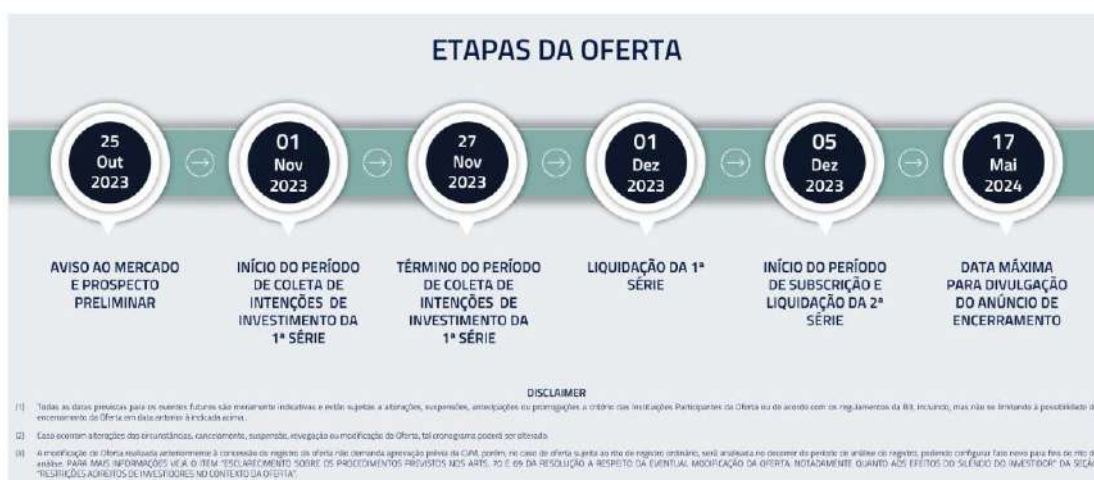 ETAPAS DA OFERTA
25
Out
2023
01
Nov
2023
27
Nov
2023
01
Dez
2023
05
Dez
2023
17
Mai
2024
AVISO AO MERCADO
E PROSPECTO
PRELIMINAR
INÍCIO DO PERÍODO
DE COLETA DE
INTENÇÕES DE
INVESTIMENTO DA
1ª SÉRIE
TÉRMINO DO PERÍODO
DE COLETA DE
INTENÇÕES DE
INVESTIMENTO DA
1ª SÉRIE
LIQUIDAÇÃO DA 1ª
SÉRIE
INÍCIO DO PERÍODO
DE SUBSCRIÇÃO E
LIQUIDAÇÃO DA 2ª
SÉRIE
DATA MÁXIMA
PARA DIVULGAÇÃO
DO ANÚNCIO DE
ENCERRAMENTO
DISCLAIMER
(1) Todas as datas previstas para os eventos futuros são meramente indicativas e estão sujeitas a alterações, suspensões, antecipações ou prorrogações a critério das Instituições Participantes da Oferta ou de acordo com os regulamentos da B3, incluindo, mas não se limitando à possibilidade d
encerramento da Oferta em data anterior à indicada acima.
(2) Caso ocorram alterações das circunstâncias, cancelamento, suspensão, revogação ou modificação da Oferta, tal cronograma poderá ser alterado.
(3) A modificação de Oferta realizada anteriormente à concessão do registro da oferta não demanda aprovação prévia da CVM, porém, no caso de oferta sujeita ao rito de registro ordinário, será analisada no decorrer do período de análise do registro, podendo configurar fato novo para fins do rito d
análise. PARA MAIS INFORMAÇÕES VEJA O ITEM "ESCLARECIMENTO SOBRE OS PROCEDIMENTOS PREVISTOS NOS ARTS. 70 E 69 DA RESOLUÇÃO A RESPEITO DA EVENTUAL MODIFICAÇÃO DA OFERTA, NOTADAMENTE QUANTO AOS EFEITOS DO SILÊNCIO DO INVESTIDOR" DA SEÇÃ
"RESTRIÇÕES A DIREITOS DE INVESTIDORES NO CONTEXTO DA OFERTA".